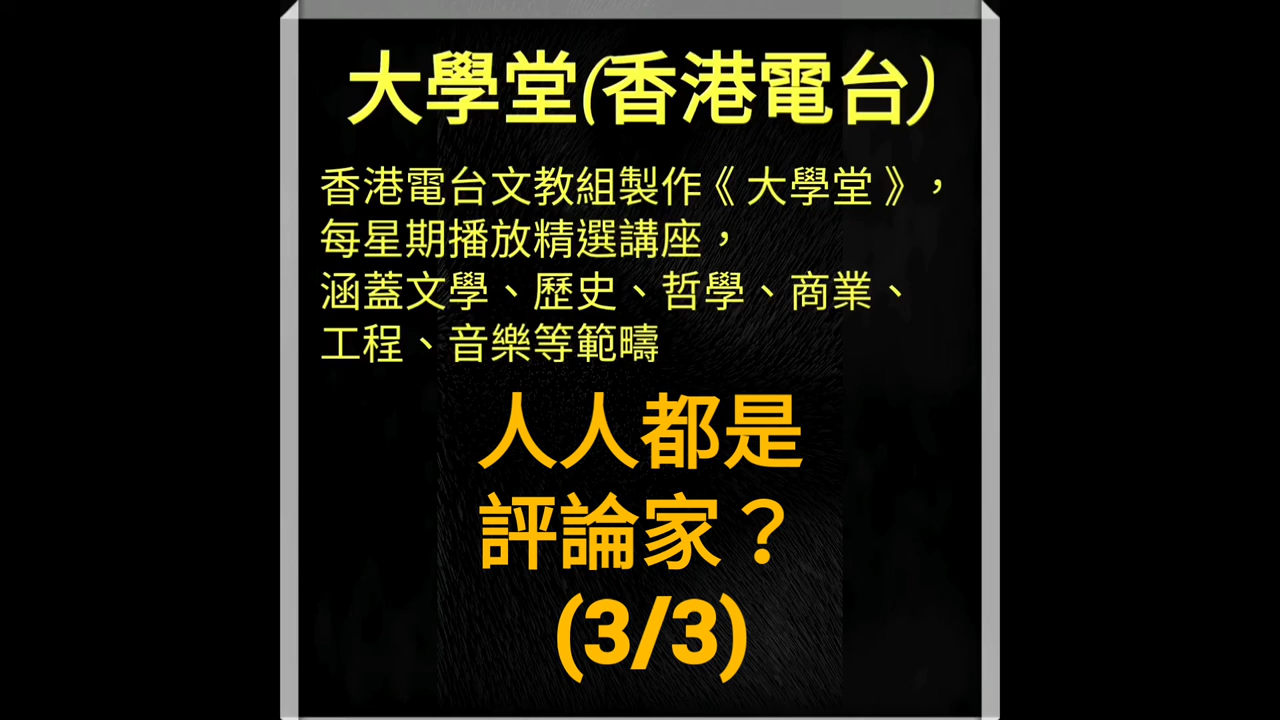 大學堂(香港電台)
香港電台文教組製作《 大學堂 》，
每星期播放精選講座，
涵蓋文學、歷史、哲學、商業、
工程、音樂等範疇
人人都是
評論家？
(3/3)